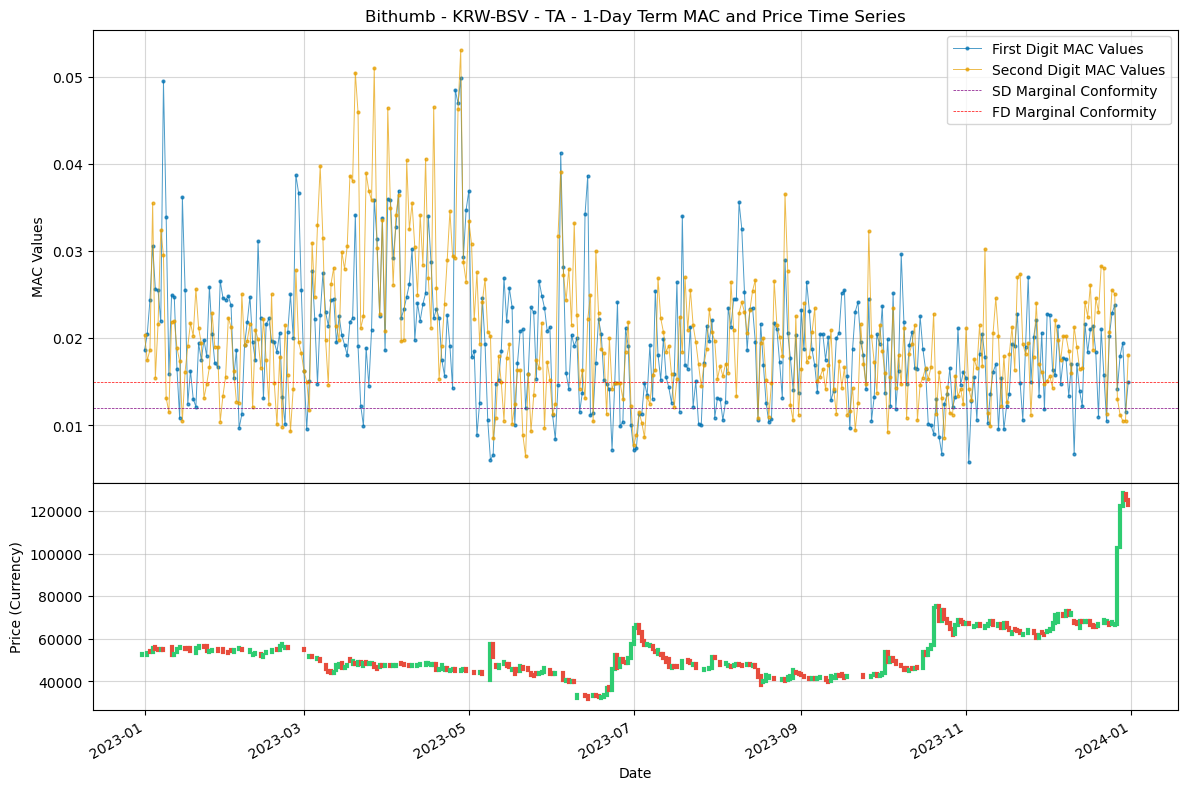 Bithumb - KRW-BSV - TA - 1-Day Term MAC and Price Time Series
First Digit MAC Values
Second Digit MAC Values
SD Marginal Conformity
FD Marginal Conformity
MAC Values
0.05
0.04
0.03
0.02
0.01
Price (Currency)
120000
100000
80000
60000
40000
2023-01
2023-03
2023-05
2023-07
2023-09
2023-11
2024-01
Date